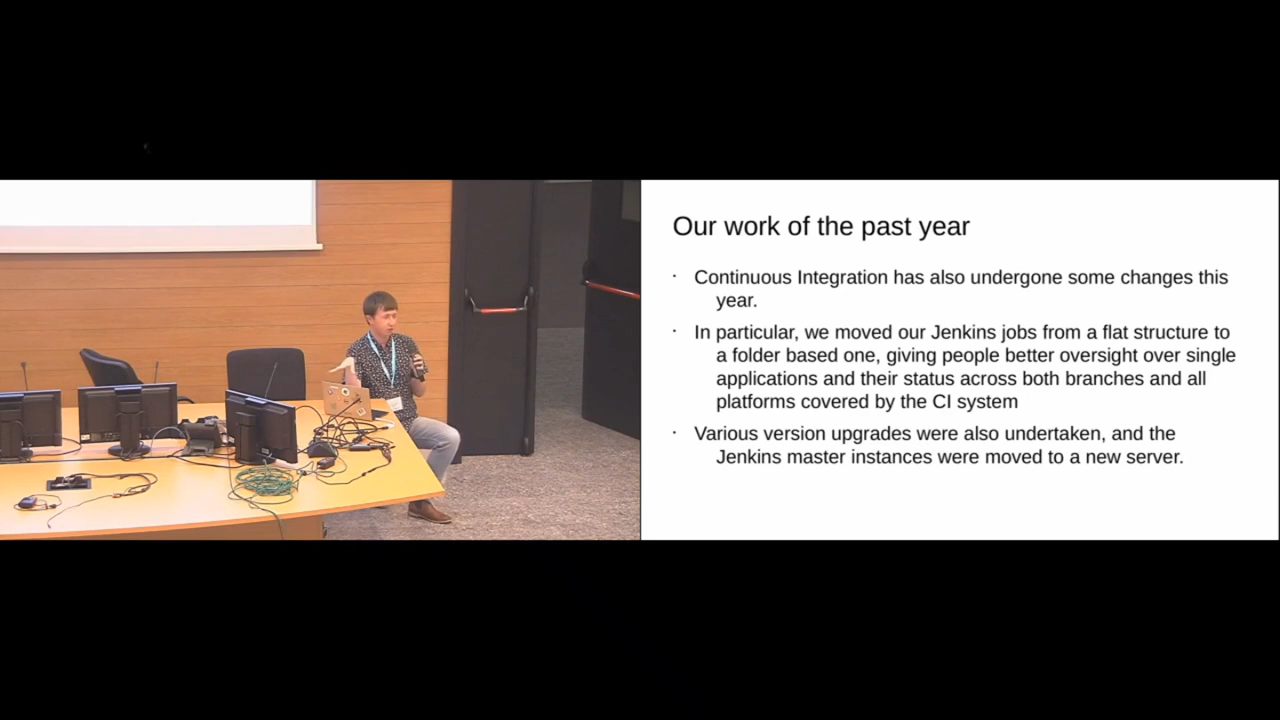 Our work of the past year
· Continuous Integration has also undergone some changes this
year.
· In particular, we moved our Jenkins jobs from a flat structure to
a folder based one, giving people better oversight over single
applications and their status across both branches and all
platforms covered by the CI system
· Various version upgrades were also undertaken, and the
Jenkins master instances were moved to a new server.